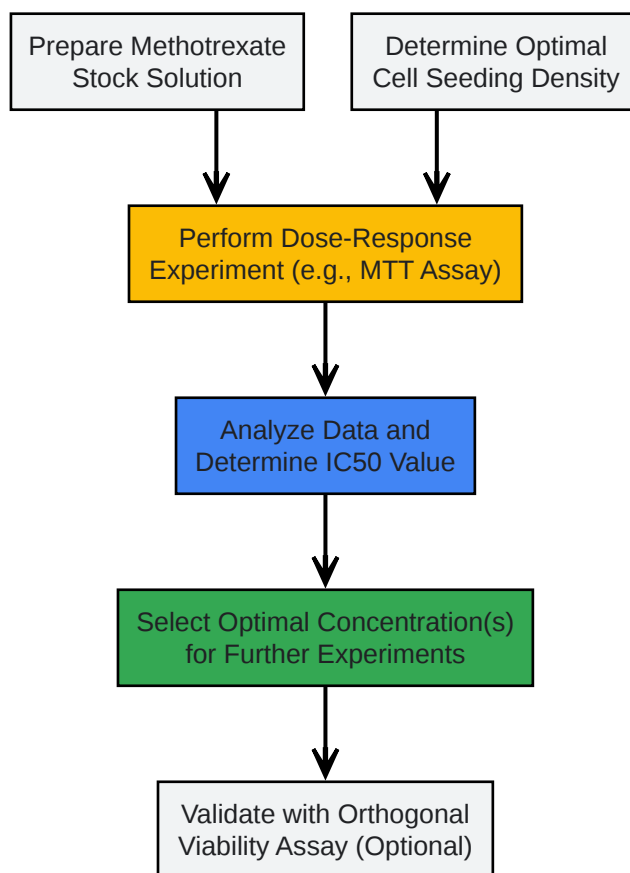 Prepare Methotrexate
Stock Solution
Determine Optimal
Cell Seeding Density
Perform Dose-Response
Experiment (e.g., MTT Assay)
Analyze Data and
Determine IC50 Value
Select Optimal Concentration(s)
for Further Experiments
Validate with Orthogonal
Viability Assay (Optional)